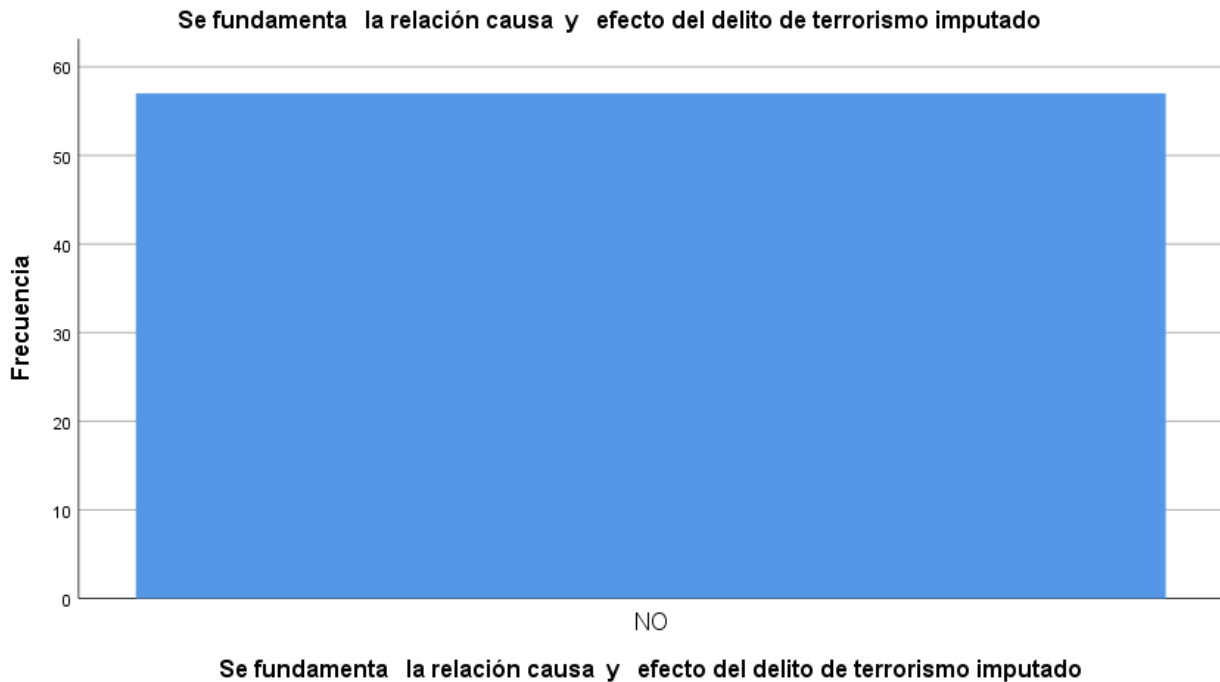 Se fundamenta la relación causa y efecto del delito de terrorismo imputado
60
50
40
30
20
10
0
Frecuencia
NO
Se fundamenta la relación causa y efecto del delito de terrorismo imputado